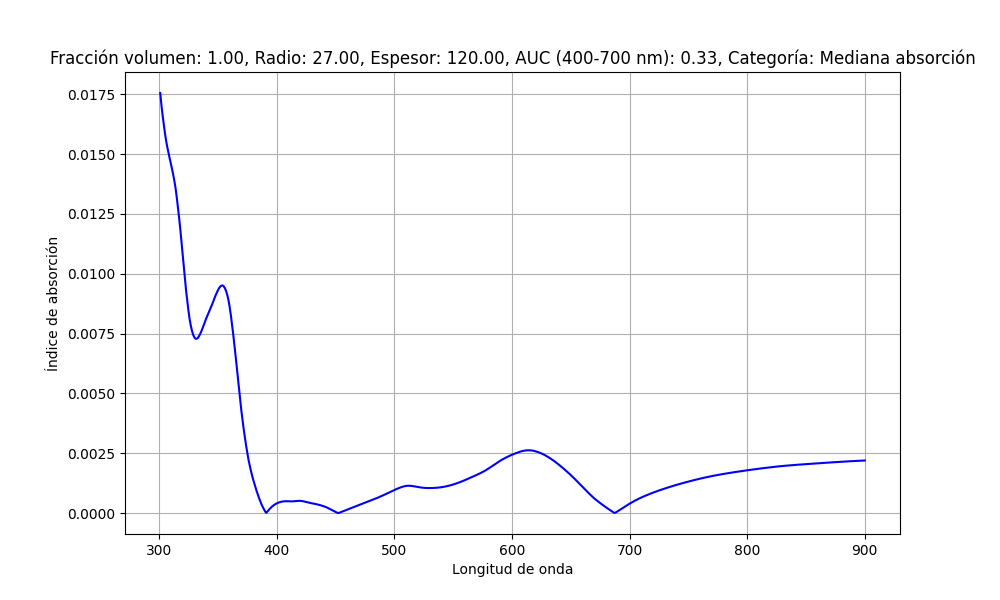 Fracción volumen: 1.00, Radio: 27.00, Espesor: 120.00, AUC (400-700 nm): 0.33, Categoría: Mediana absorción
0.0175
0.0150
0.0125
0.0100
0.0075
0.0050
0.0025
0.0000
Índice de absorción
300 400 500 600 700 800 900
Longitud de onda